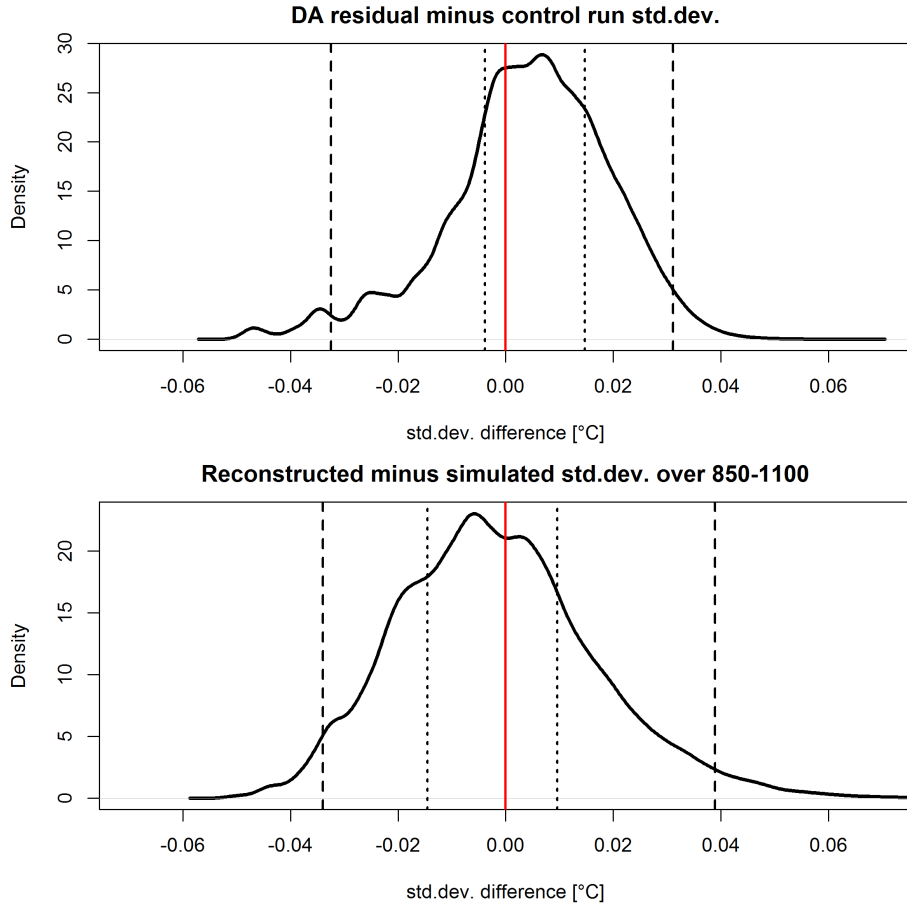 DA residual minus control run std.dev.
Density
30
25
20
15
10
5
0
-0.06 -0.04 -0.02 0.00 0.02 0.04 0.06
std.dev. difference [°C]
Reconstructed minus simulated std.dev. over 850-1100
Density
20
15
10
5
0
-0.06 -0.04 -0.02 0.00 0.02 0.04 0.06
std.dev. difference [°C]